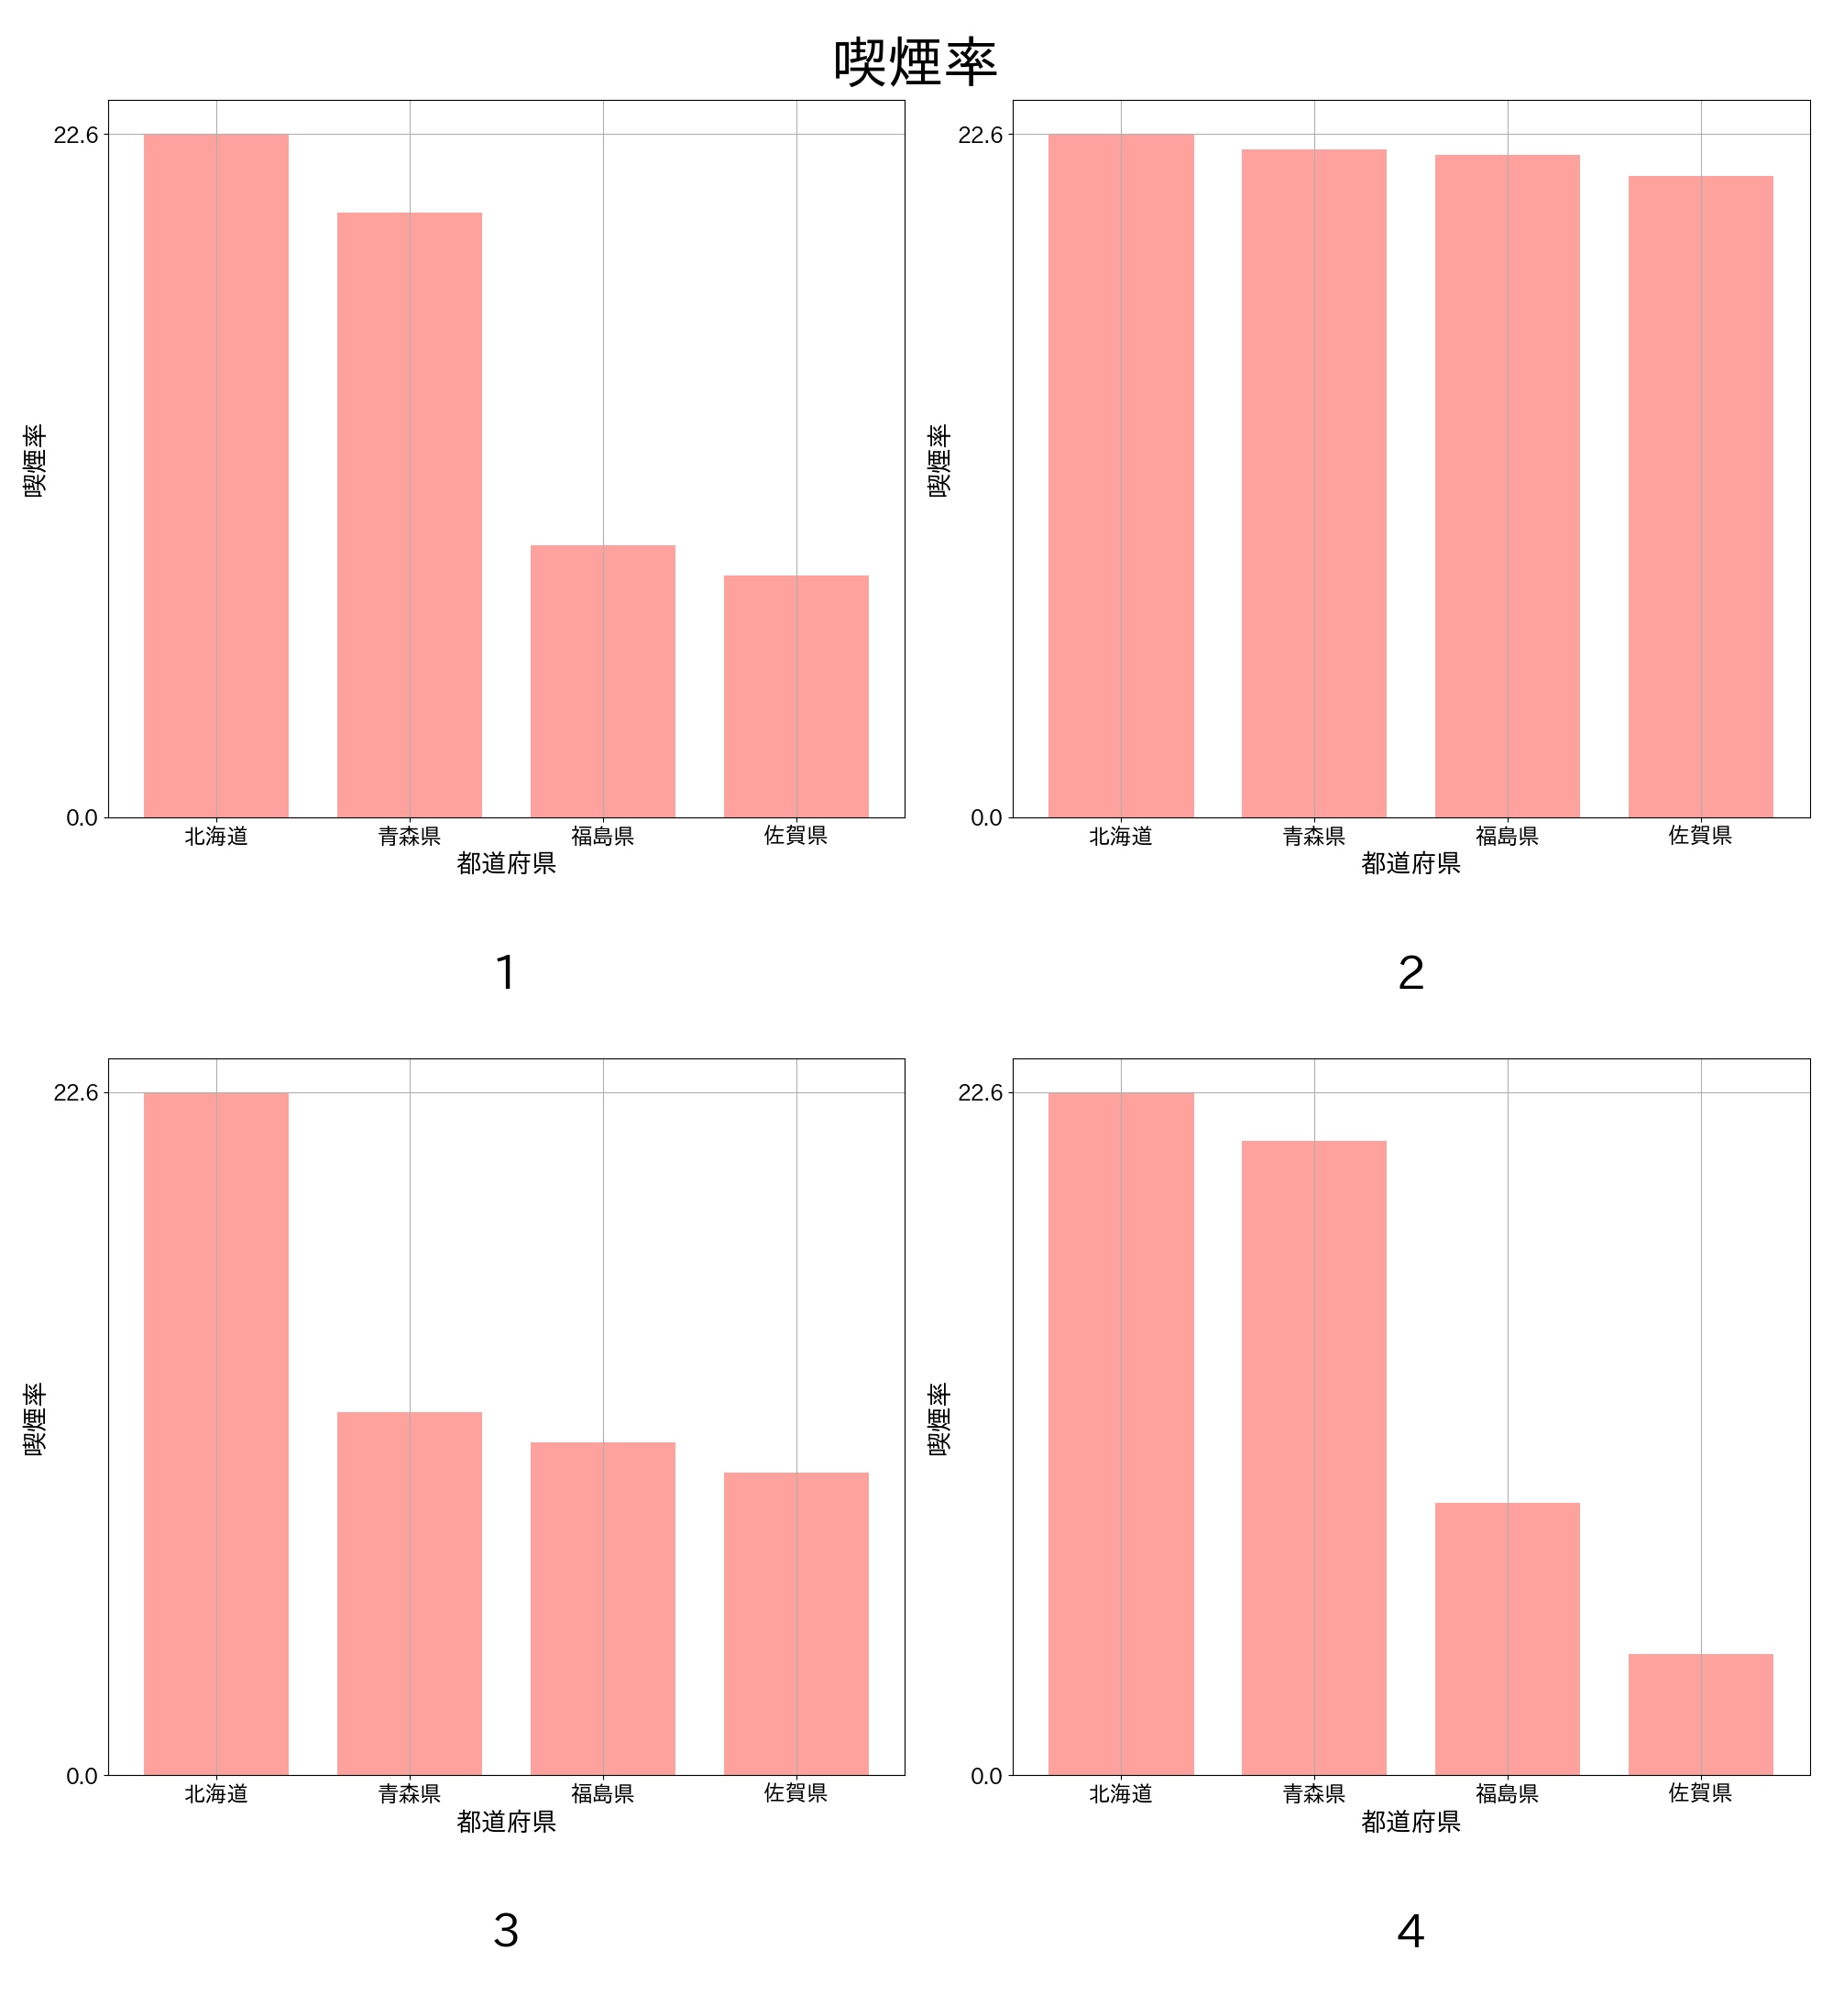 喫煙率
22.6
0.0
喫煙率
北海道 青森県 福島県 佐賀県
都道府県
1
22.6
0.0
喫煙率
北海道 青森県 福島県 佐賀県
都道府県
2
22.6
0.0
喫煙率
北海道 青森県 福島県 佐賀県
都道府県
3
22.6
0.0
喫煙率
北海道 青森県 福島県 佐賀県
都道府県
4